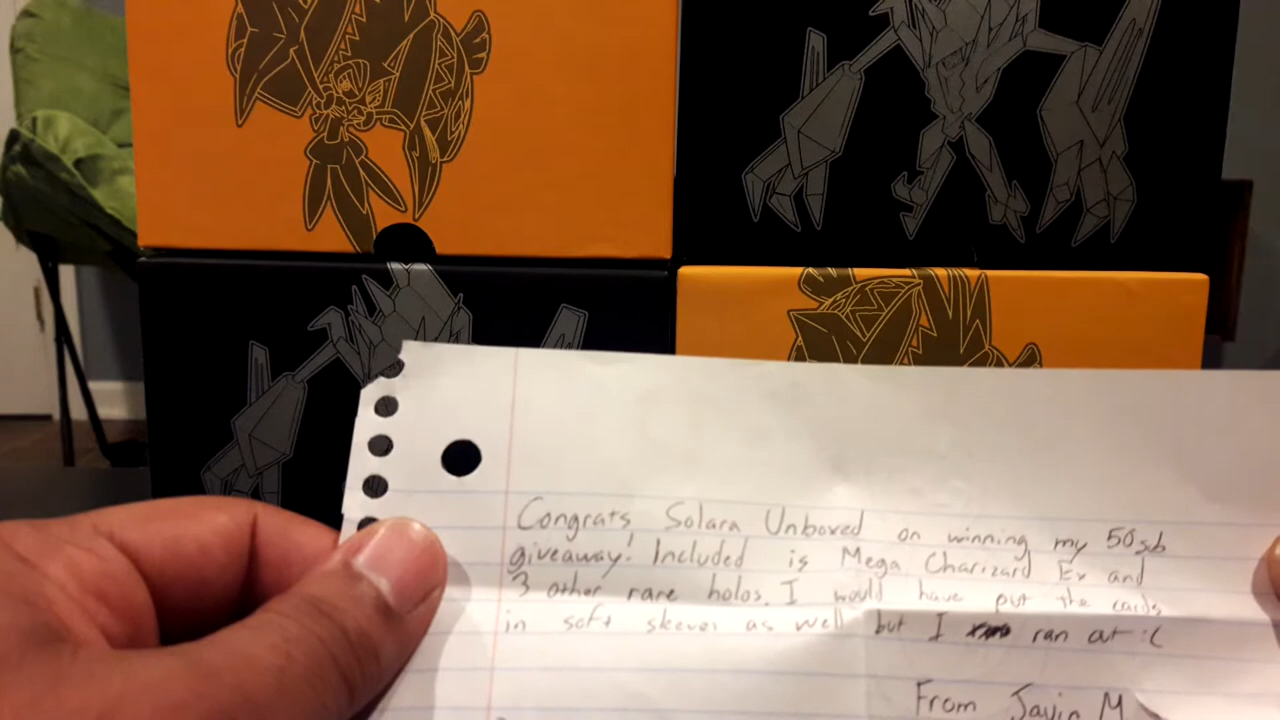 Congrats Solara Unboxed on winning my 50sb
giveaway! Included is Mega Charizard Ex and
3 other rare holos. I would have put the cards
in soft skeves as well but I ran out :(
From Javin M